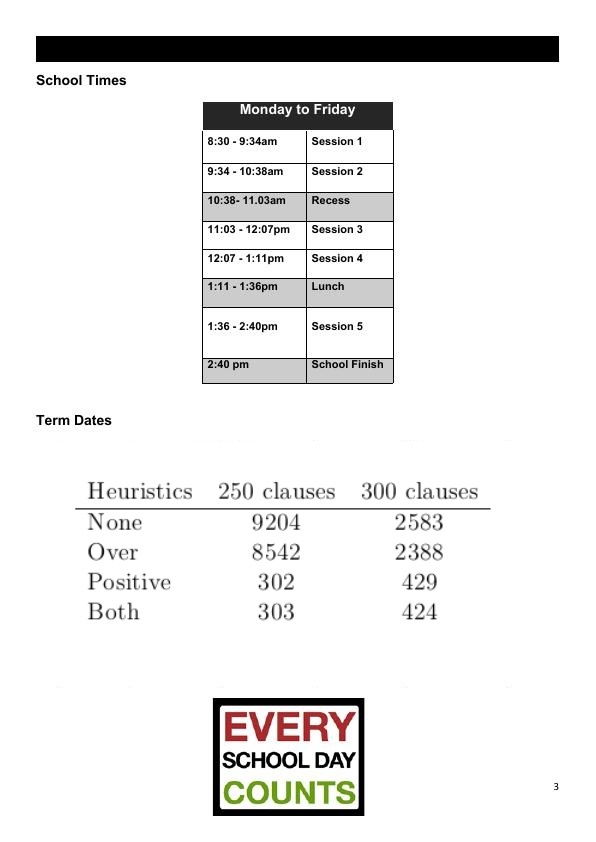 School Times
Monday to Friday
8:30 - 9:34am Session 1
9:34 - 10:38am Session 2
10:38- 11.03am Recess
11:03 - 12:07pm Session 3
12:07 - 1:11pm Session 4
1:11 - 1:36pm Lunch
1:36 - 2:40pm Session 5
2:40 pm School Finish
Term Dates
Heuristics 250 clauses 300 clauses
None 9204 2583
Over 8542 2388
Positive 302 429
Both 303 424
EVERY
SCHOOL DAY
COUNTS
3